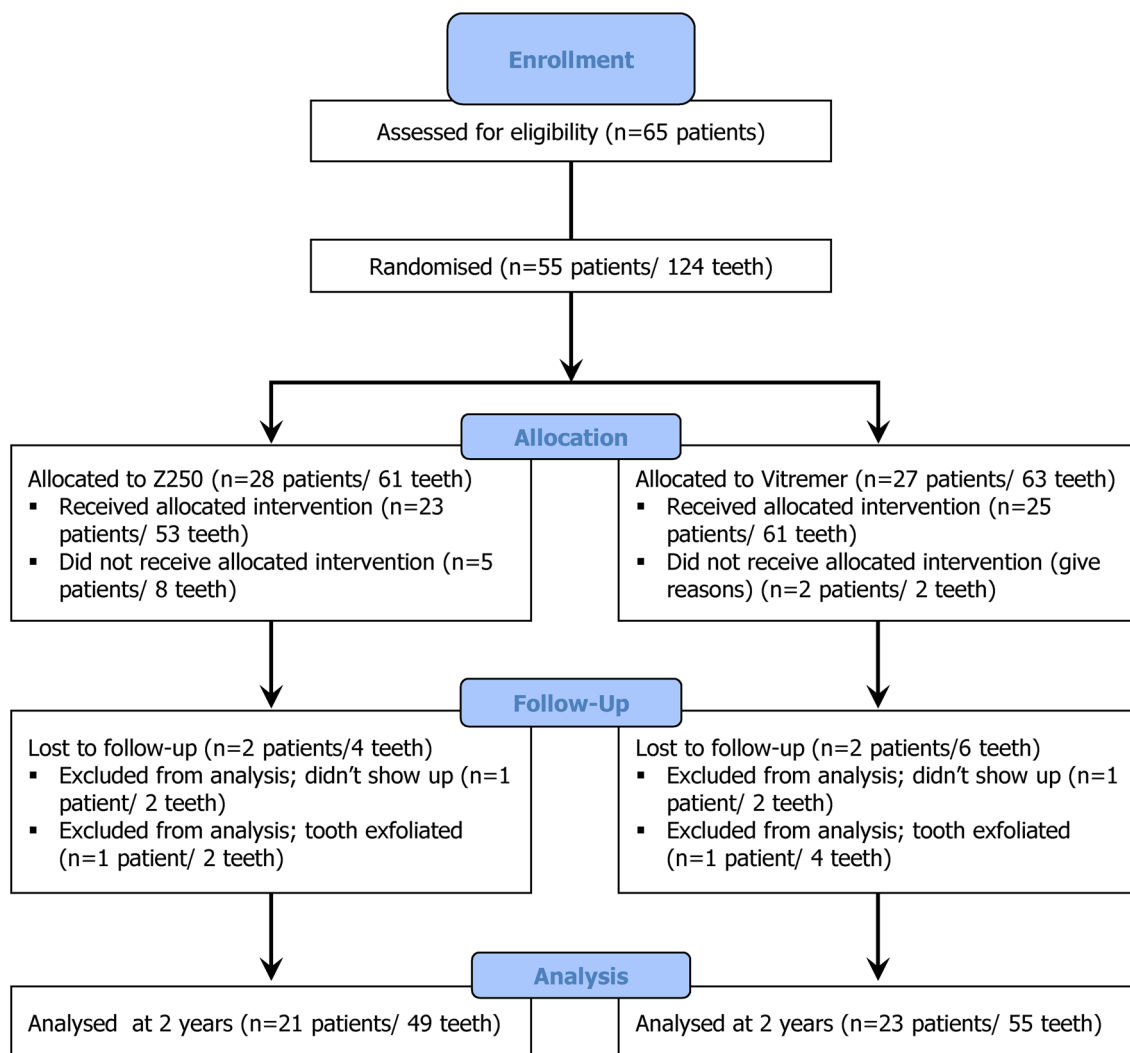 Enrollment
Assessed for eligibility (n=65 patients)
Randomised (n=55 patients/ 124 teeth)
Allocation
Allocated to Z250 (n=28 patients/ 61 teeth)
▪ Received allocated intervention (n=23
patients/ 53 teeth)
▪ Did not receive allocated intervention (n=5
patients/ 8 teeth)
Allocated to Vitremer (n=27 patients/ 63 teeth)
▪ Received allocated intervention (n=25
patients/ 61 teeth)
▪ Did not receive allocated intervention (give
reasons) (n=2 patients/ 2 teeth)
Follow-Up
Lost to follow-up (n=2 patients/4 teeth)
▪ Excluded from analysis; didn’t show up (n=1
patient/ 2 teeth)
▪ Excluded from analysis; tooth exfoliated
(n=1 patient/ 2 teeth)
Lost to follow-up (n=2 patients/6 teeth)
▪ Excluded from analysis; didn’t show up (n=1
patient/ 2 teeth)
▪ Excluded from analysis; tooth exfoliated
(n=1 patient/ 4 teeth)
Analysis
Analysed  at 2 years (n=21 patients/ 49 teeth)
Analysed at 2 years (n=23 patients/ 55 teeth)